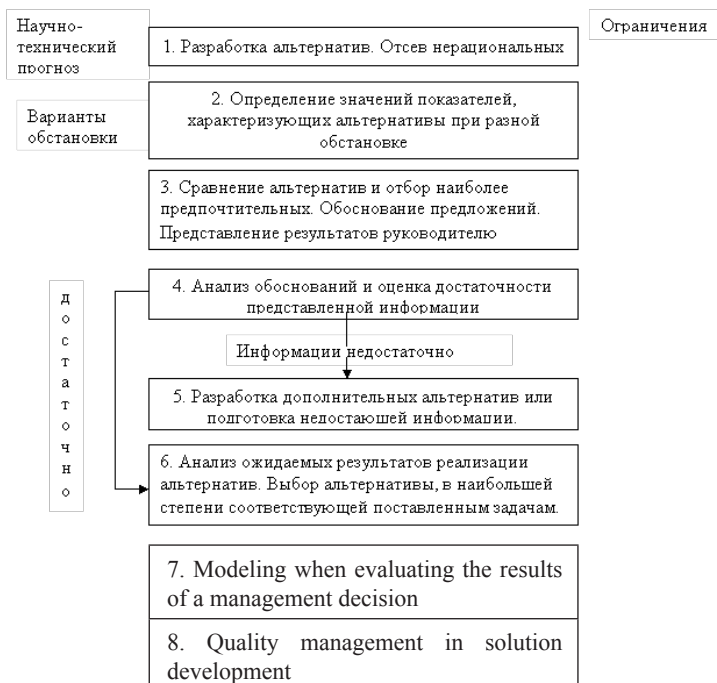 Научно-
технический
прогноз
Ограничения
1. Разработка альтернатив. Отсев нерациональных
Варианты
обстановки
2. Определение значений показателей,
характеризующих альтернативы при разной
обстановке
3. Сравнение альтернатив и отбор наиболее
предпочтительных. Обоснование предложений.
Представление результатов руководителю
достаточно
4. Анализ обоснований и оценка достаточности
представленной информации
Информации недостаточно
5. Разработка дополнительных альтернатив или
подготовка недостающей информации.
6. Анализ ожидаемых результатов реализации
альтернатив. Выбор альтернативы, в наибольшей
степени соответствующей поставленным задачам.
7. Modeling when evaluating the results
of a management decision
8. Quality management in solution
development